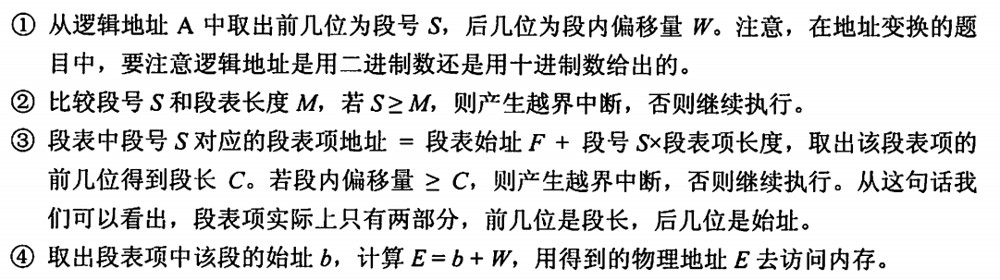 ① 从逻辑地址 A 中取出前几位为段号 S，后几位为段内偏移量 W。注意，在地址变换的题
目中，要注意逻辑地址是用二进制数还是用十进制数给出的。
② 比较段号 S 和段表长度 M，若 S≥M，则产生越界中断，否则继续执行。
③ 段表中段号 S 对应的段表项地址 = 段表始址 F + 段号 S×段表项长度，取出该段表项的
前几位得到段长 C。若段内偏移量 ≥ C，则产生越界中断，否则继续执行。从这句话我
们可以看出，段表项实际上只有两部分，前几位是段长，后几位是始址。
④ 取出段表项中该段的始址 b，计算 E = b + W，用得到的物理地址 E 去访问内存。